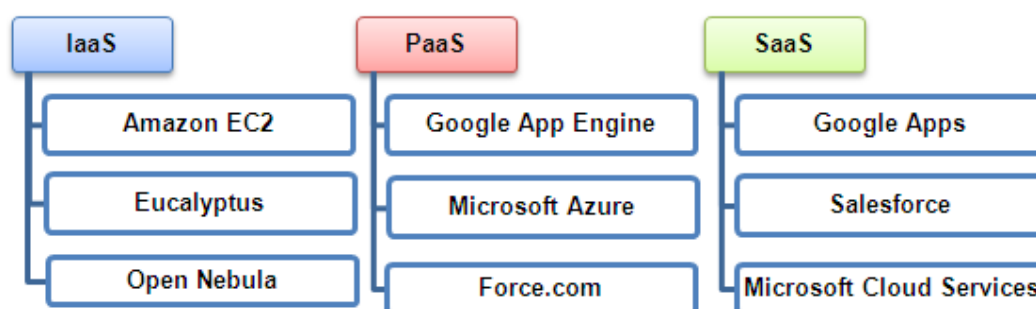 IaaS
Amazon EC2
Eucalyptus
Open Nebula
PaaS
Google App Engine
Microsoft Azure
Force.com
SaaS
Google Apps
Salesforce
Microsoft Cloud Services